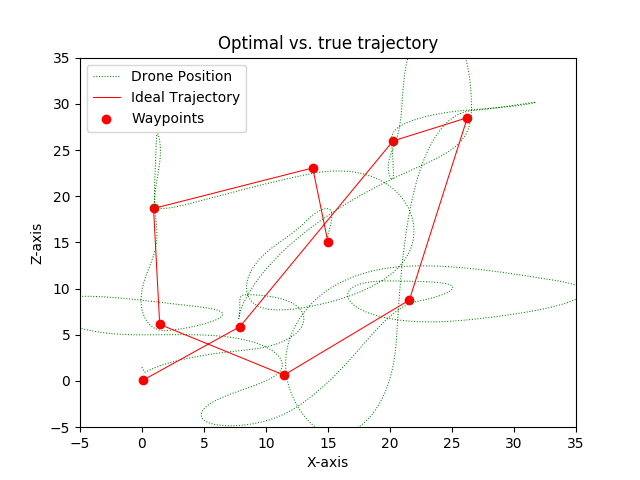 Optimal vs. true trajectory
Drone Position
Ideal Trajectory
Waypoints
Z-axis
35
30
25
20
15
10
5
0
−5
−5 0 5 10 15 20 25 30 35
X-axis